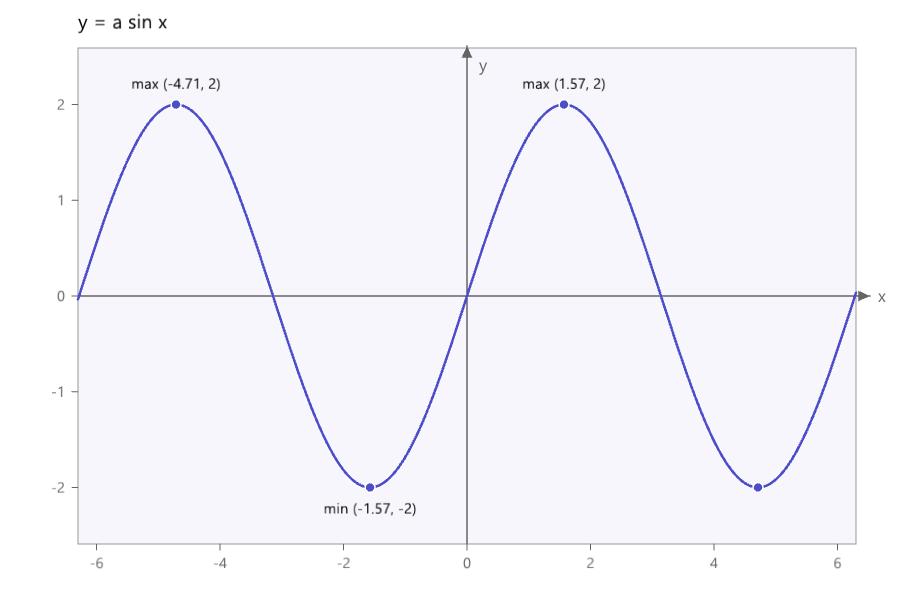 y = a sin x
y
max (-4.71, 2)
max (1.57, 2)
2
1
0
x
-1
-2
min (-1.57, -2)
-6
-4
-2
0
2
4
6